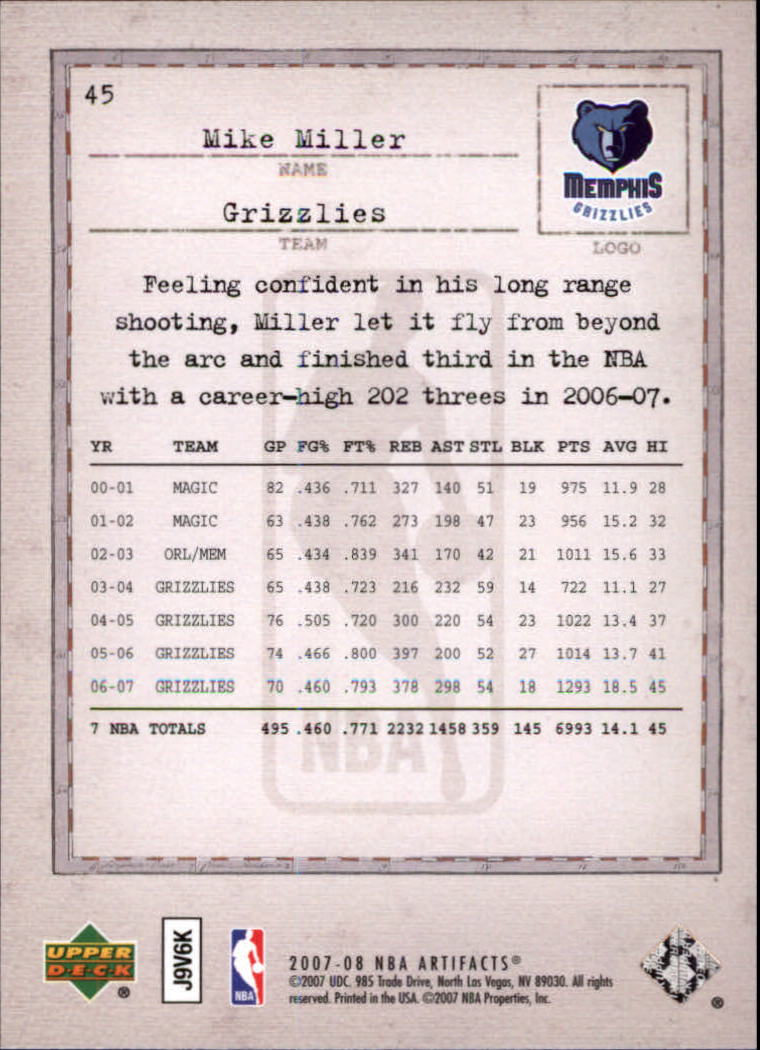 45
Mike Miller
NAME
Grizzlies
TEAM
MEMPHIS
GRIZZLIES
LOGO
Feeling confident in his long range
shooting, Miller let it fly from beyond
the arc and finished third in the NBA
with a career-high 202 threes in 2006-07.
YR TEAM GP FG% FT% REB AST STL BLK PTS AVG HI
00-01 MAGIC 82 .436 .711 327 140 51 19 975 11.9 28
01-02 MAGIC 63 .438 .762 273 198 47 23 956 15.2 32
02-03 ORL/MEM 65 .434 .839 341 170 42 21 1011 15.6 33
03-04 GRIZZLIES 65 .438 .723 216 232 59 14 722 11.1 27
04-05 GRIZZLIES 76 .505 .720 300 220 54 23 1022 13.4 37
05-06 GRIZZLIES 74 .466 .800 397 200 52 27 1014 13.7 41
06-07 GRIZZLIES 70 .460 .793 378 298 54 18 1293 18.5 45
7 NBA TOTALS 495 .460 .771 2232 1458 359 145 6993 14.1 45
NBA
UPPER
DECK
®
J9V6K
NBA
2007-08 NBA ARTIFACTS®
©2007 UDC. 985 Trade Drive, North Las Vegas, NV 89030. All rights
reserved. Printed in the USA. ©2007 NBA Properties, Inc.
®